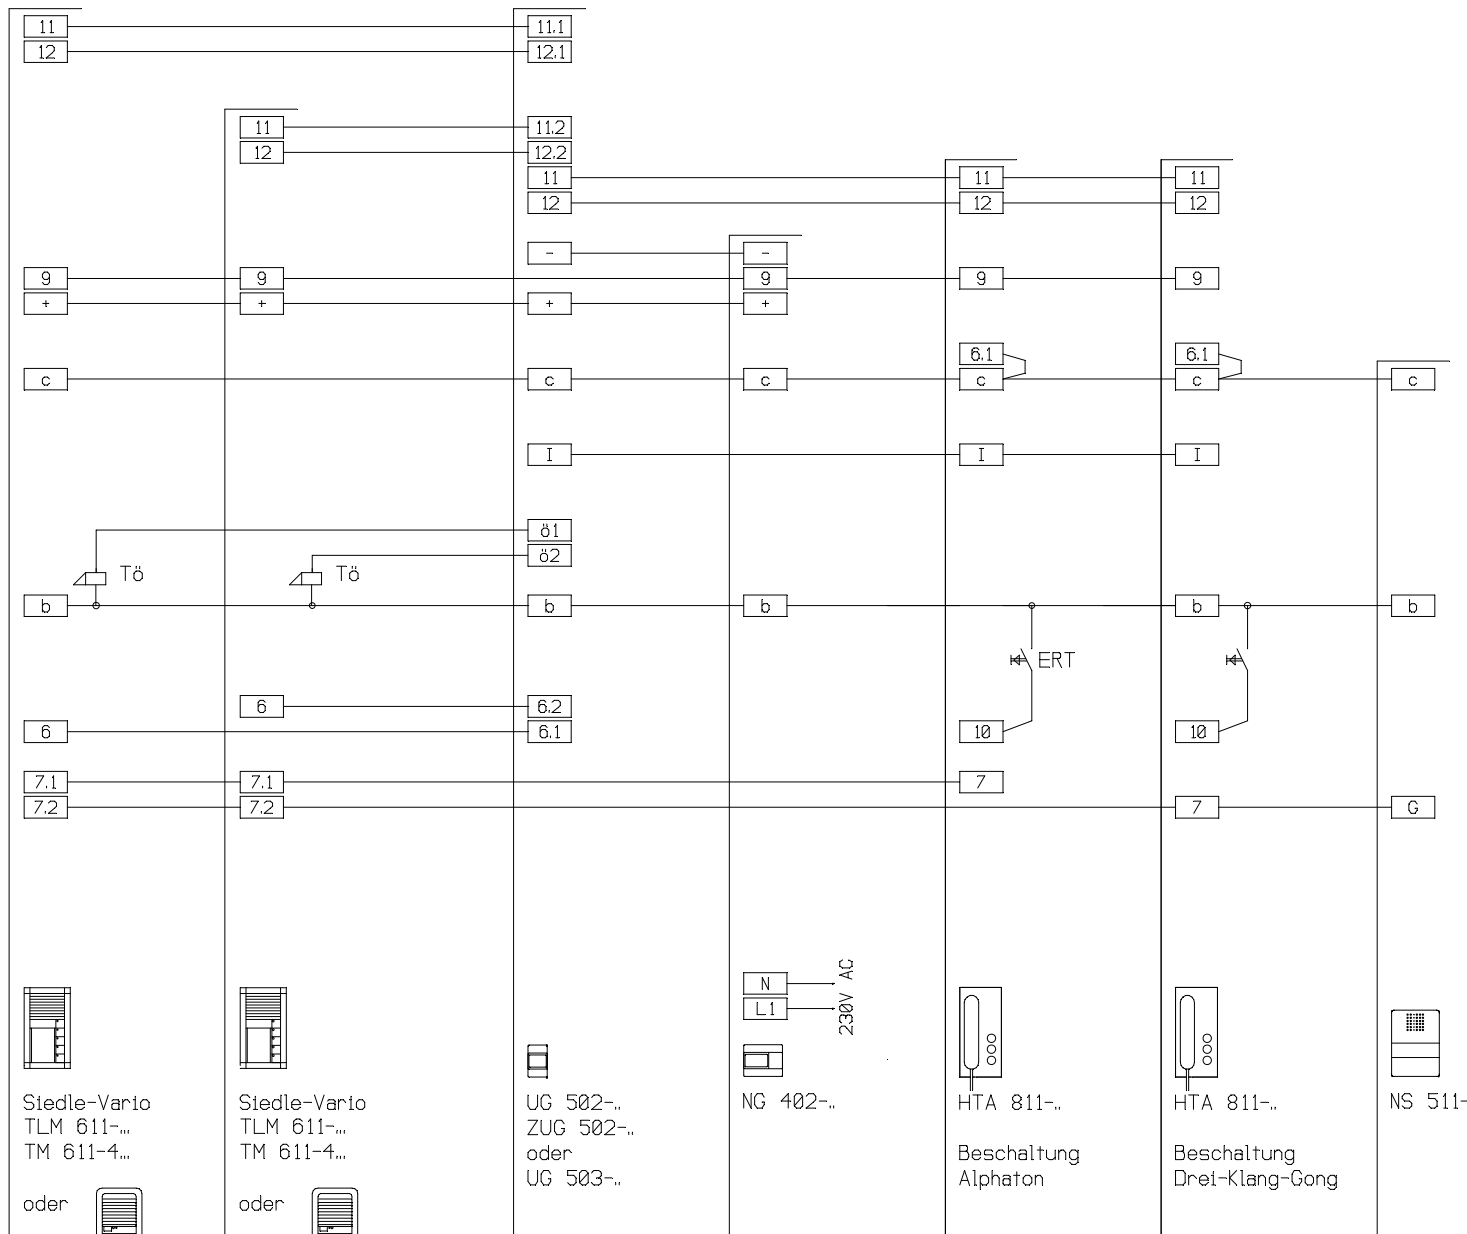 11 11.1
12 12.1
11 11.2
12 12.2
11 11 11
12 12 12
- -
9 9 9 9 9
+ + + +
6.1 6.1
c c c c c c
I I I
ö1
ö2
Tö Tö
b b b b b
ERT
6 6.2
6 6.1 10 10
7.1 7.1 7
7.2 7.2 7 G
N
L1
230V AC
Siedle-Vario
TLM 611-...
TM 611-4...
oder
Siedle-Vario
TLM 611-...
TM 611-4...
oder
UG 502-..
ZUG 502-..
oder
UG 503-..
NG 402-..
HTA 811-..
Beschaltung
Alphaton
HTA 811-..
Beschaltung
Drei-Klang-Gong
NS 511-